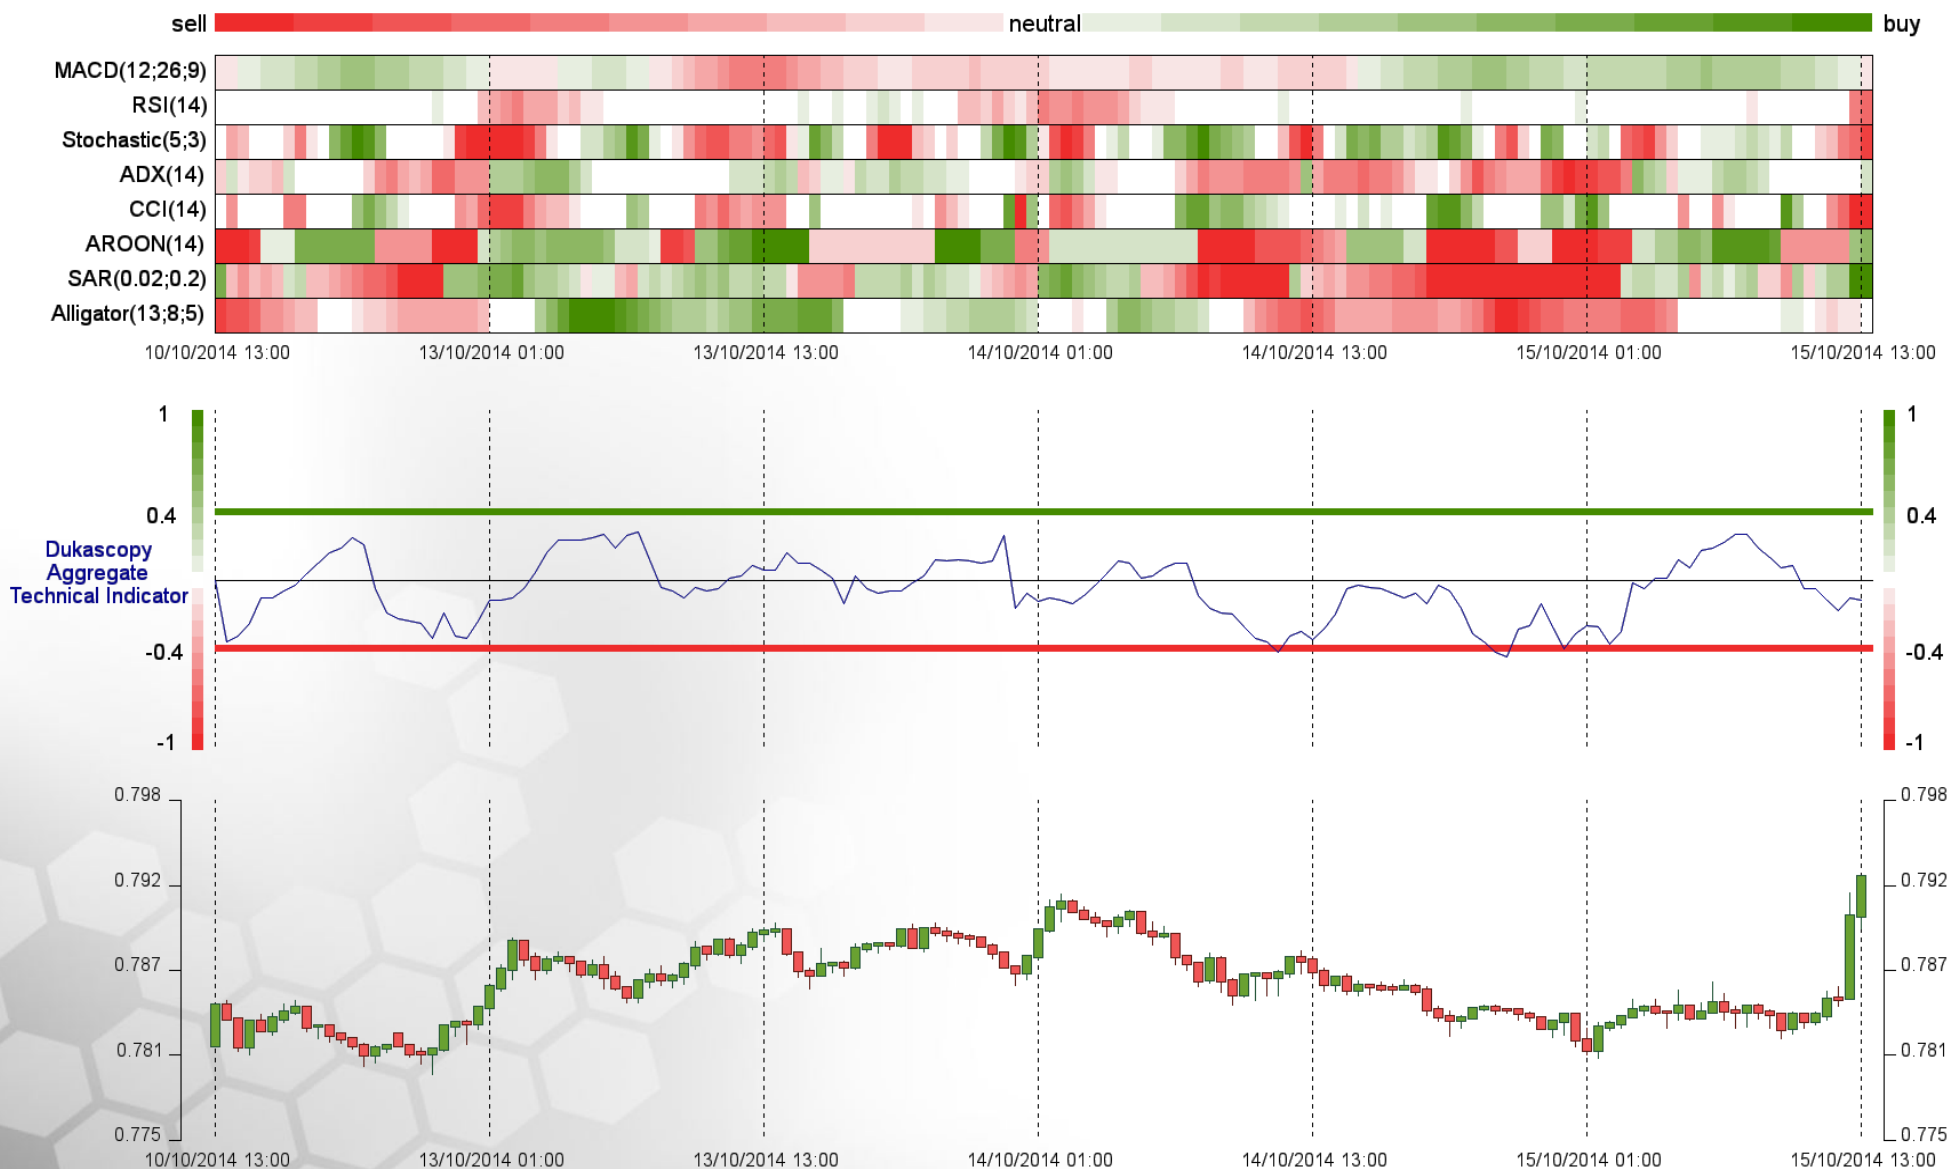 sell neutral buy
MACD(12;26;9)
RSI(14)
Stochastic(5;3)
ADX(14)
CCI(14)
AROON(14)
SAR(0.02;0.2)
Alligator(13;8;5)
10/10/2014 13:00 13/10/2014 01:00 13/10/2014 13:00 14/10/2014 01:00 14/10/2014 13:00 15/10/2014 01:00 15/10/2014 13:00
1 1
0.4 0.4
Dukascopy
Aggregate
Technical Indicator
-0.4 -0.4
-1 -1
0.798 0.798
0.792 0.792
0.787 0.787
0.781 0.781
0.775 0.775
10/10/2014 13:00 13/10/2014 01:00 13/10/2014 13:00 14/10/2014 01:00 14/10/2014 13:00 15/10/2014 01:00 15/10/2014 13:00